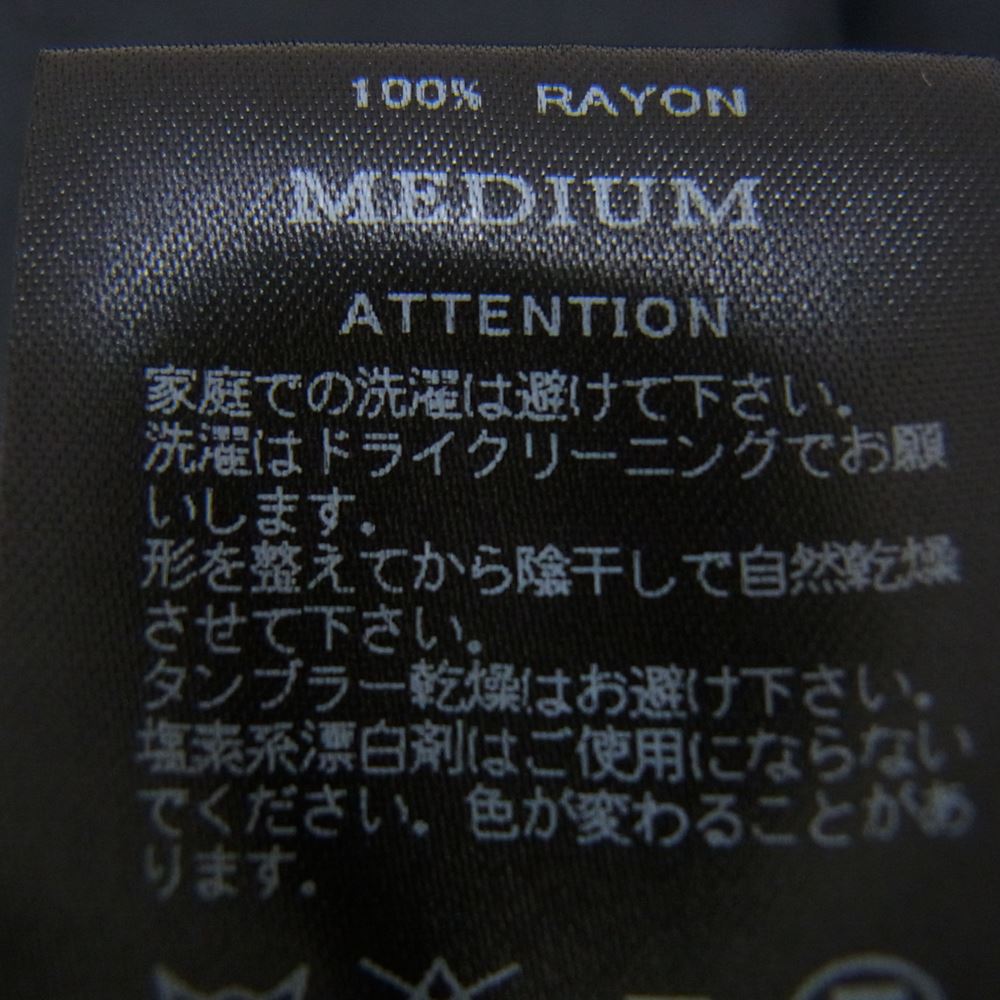 100% RAYON
MEDIUM
ATTENTION
家庭での洗濯は避けて下さい.
洗濯はドライクリーニングでお願
いします.
形を整えてから陰干しで自然乾燥
させて下さい.
タンブラー乾燥はお避け下さい.
塩素系漂白剤はご使用にならない
でください. 色が変わることがあ
ります.